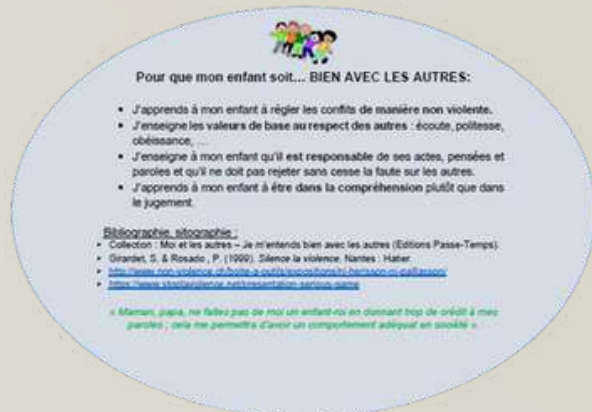 Pour que mon enfant soit... BIEN AVEC LES AUTRES:
• J'apprends à mon enfant à régler les conflits de manière non violente.
• J'enseigne les valeurs de base au respect des autres : écoute, politesse,
obéissance, …
• J'enseigne à mon enfant qu'il est responsable de ses actes, pensées et
paroles et qu'il ne doit pas rejeter sans cesse la faute sur les autres.
• J'apprends à mon enfant à être dans la compréhension plutôt que dans
le jugement.
Bibliographie, sitographie :
• Collection : Moi et les autres – Je m'entends bien avec les autres (Editions Passe-Temps).
• Girardet, S. & Rosado, P. (1999). Silence la violence. Nantes : Hatier.
« Maman, papa, ne faites pas de moi un enfant-roi en donnant trop de crédit à mes
paroles ; cela me permettra d'avoir un comportement adéquat en société »